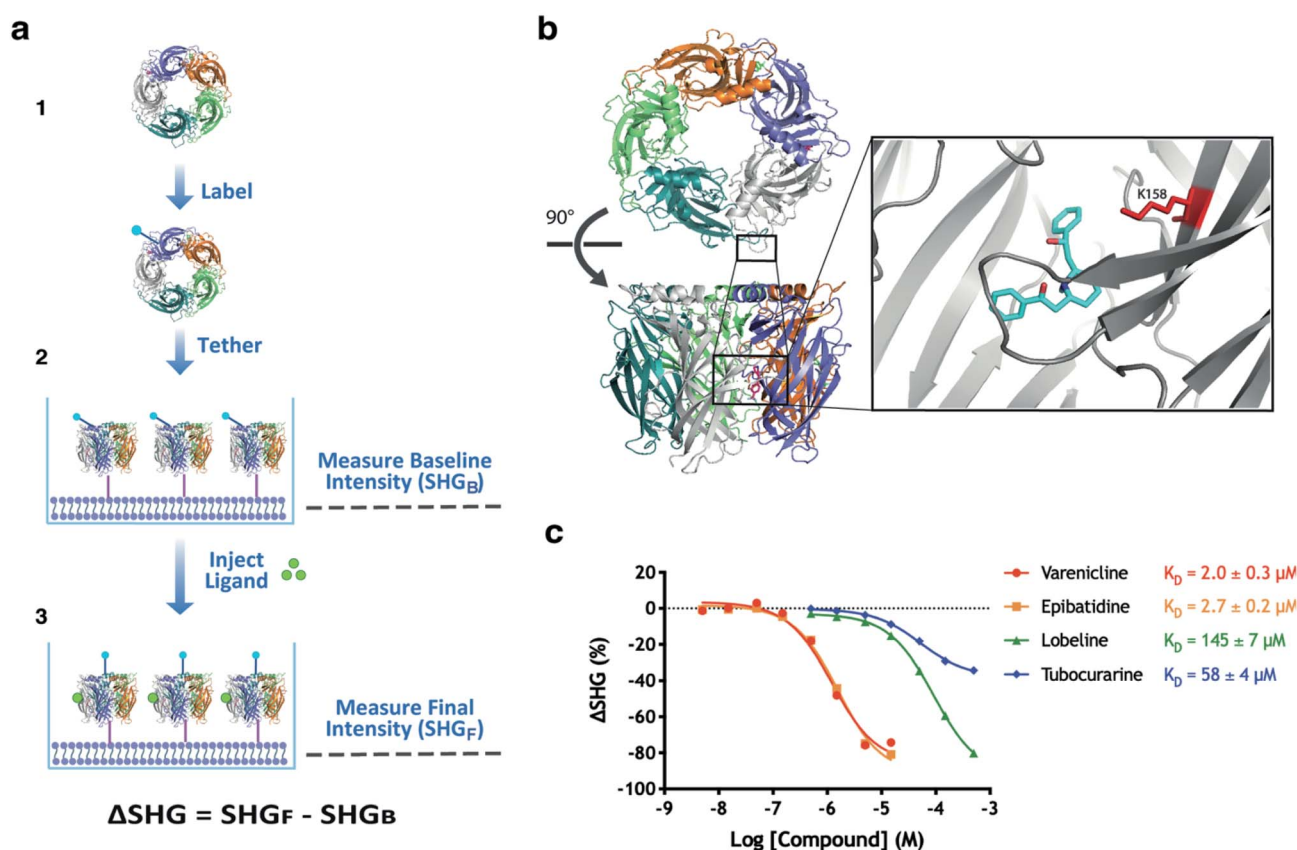 a
1
Label
Tether
2
Measure Baseline
Intensity (SHGB)
Inject
Ligand
3
Measure Final
Intensity (SHGF)
ΔSHG = SHGF - SHGB
b
90°
K158
c
ΔSHG (%)
20
0
-20
-40
-60
-80
-100
-9
-8
-7
-6
-5
-4
-3
Log [Compound] (M)
Varenicline KD = 2.0 ± 0.3 µM
Epibatidine KD = 2.7 ± 0.2 µM
Lobeline KD = 145 ± 7 µM
Tubocurarine KD = 58 ± 4 µM